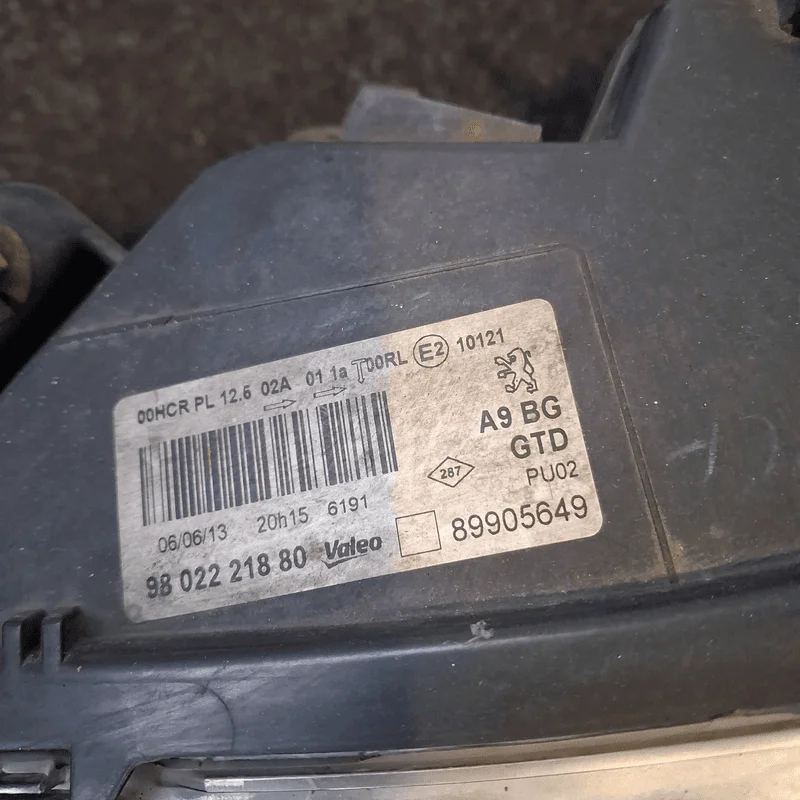 00HCR PL 12.5 02A 01 1a T00RL E2 10121
A9 BG
GTD
287
PU02
06/06/13 20h15 6191
98 022 218 80 Valeo 89905649